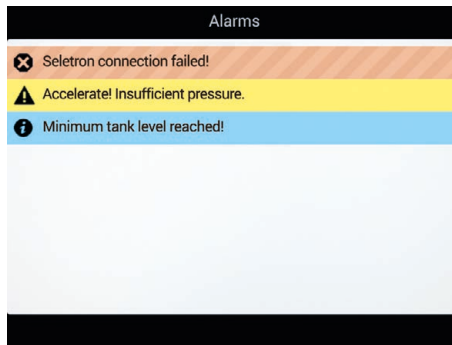 Alarms
Seletron connection failed!
Accelerate! Insufficient pressure.
Minimum tank level reached!